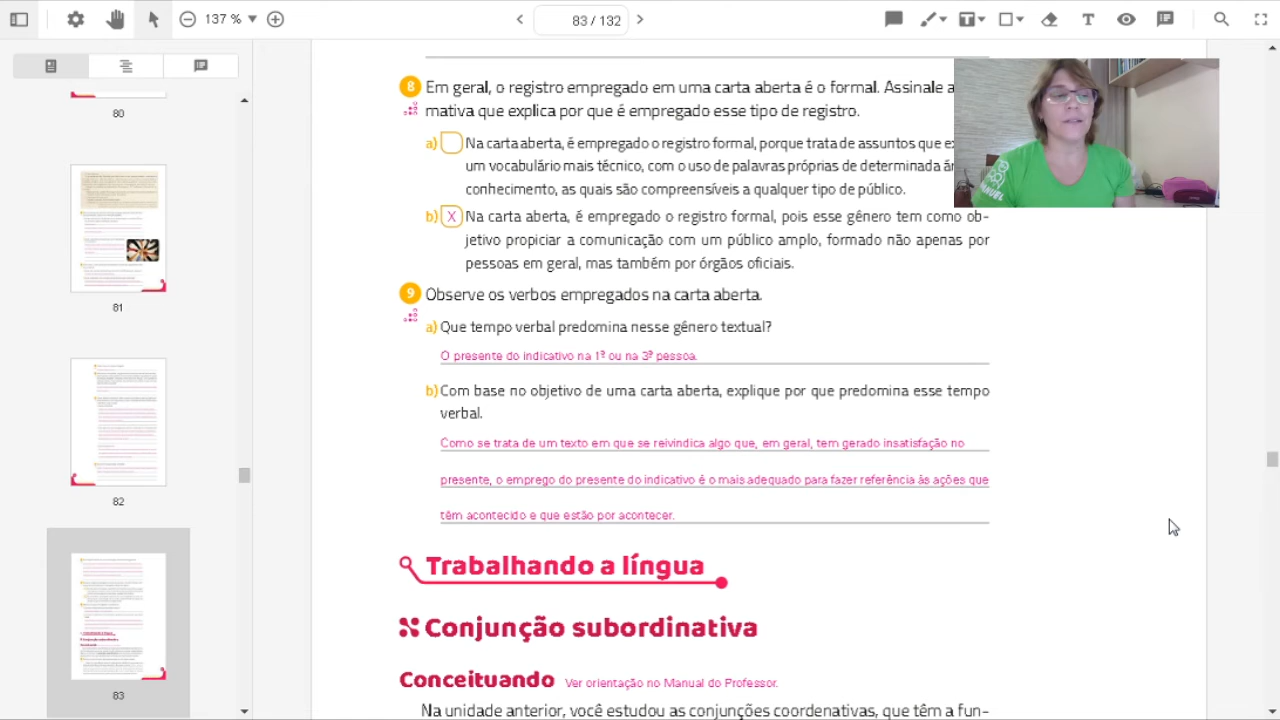 137 %
83 / 132
80
81
82
83
8 Em geral, o registro empregado em uma carta aberta é o formal. Assinale a
mativa que explica por que é empregado esse tipo de registro.
a) Na carta aberta, é empregado o registro formal, porque trata de assuntos que
um vocabulário mais técnico, com o uso de palavras próprias de determinada
conhecimento, as quais são compreensíveis a qualquer tipo de público.
b) X Na carta aberta, é empregado o registro formal, pois esse gênero tem como ob-
jetivo propiciar a comunicação com um público amplo, formado não apenas por
pessoas em geral, mas também por órgãos oficiais.
9 Observe os verbos empregados na carta aberta.
a) Que tempo verbal predomina nesse gênero textual?
O presente do indicativo na 1ª ou na 3ª pessoa.
b) Com base no objetivo de uma carta aberta, explique por que predomina esse tempo
verbal.
Como se trata de um texto em que se reivindica algo que, em geral, tem gerado insatisfação no
presente, o emprego do presente do indicativo é o mais adequado para fazer referência às ações que
têm acontecido e que estão por acontecer.
Trabalhando a língua
Conjunção subordinativa
Conceituando Ver orientação no Manual do Professor.
Na unidade anterior, você estudou as conjunções coordenativas, que têm a fun-